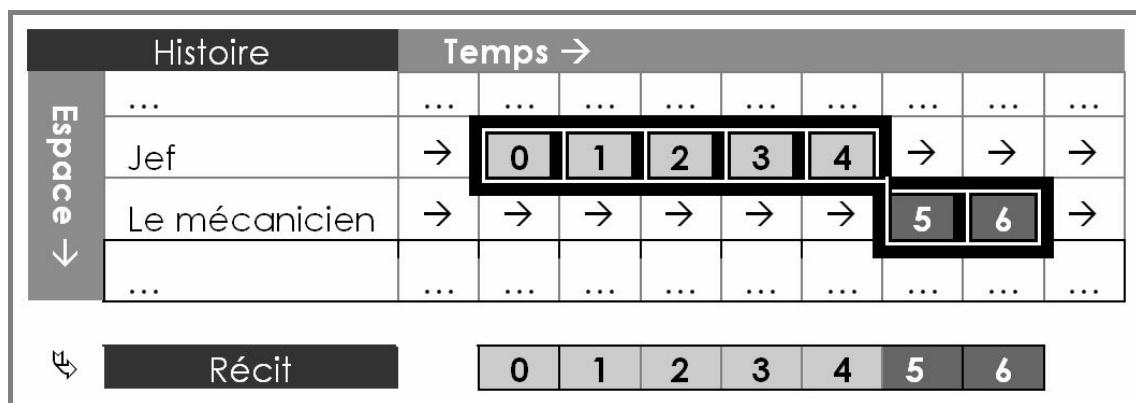 Histoire Temps →
... ... ... ... ... ... ... ... ... ...
Jef → 0 1 2 3 4 → → →
Le mécanicien → → → → → → 5 6 →
... ... ... ... ... ... ... ... ... ...
Espace →
Récit 0 1 2 3 4 5 6